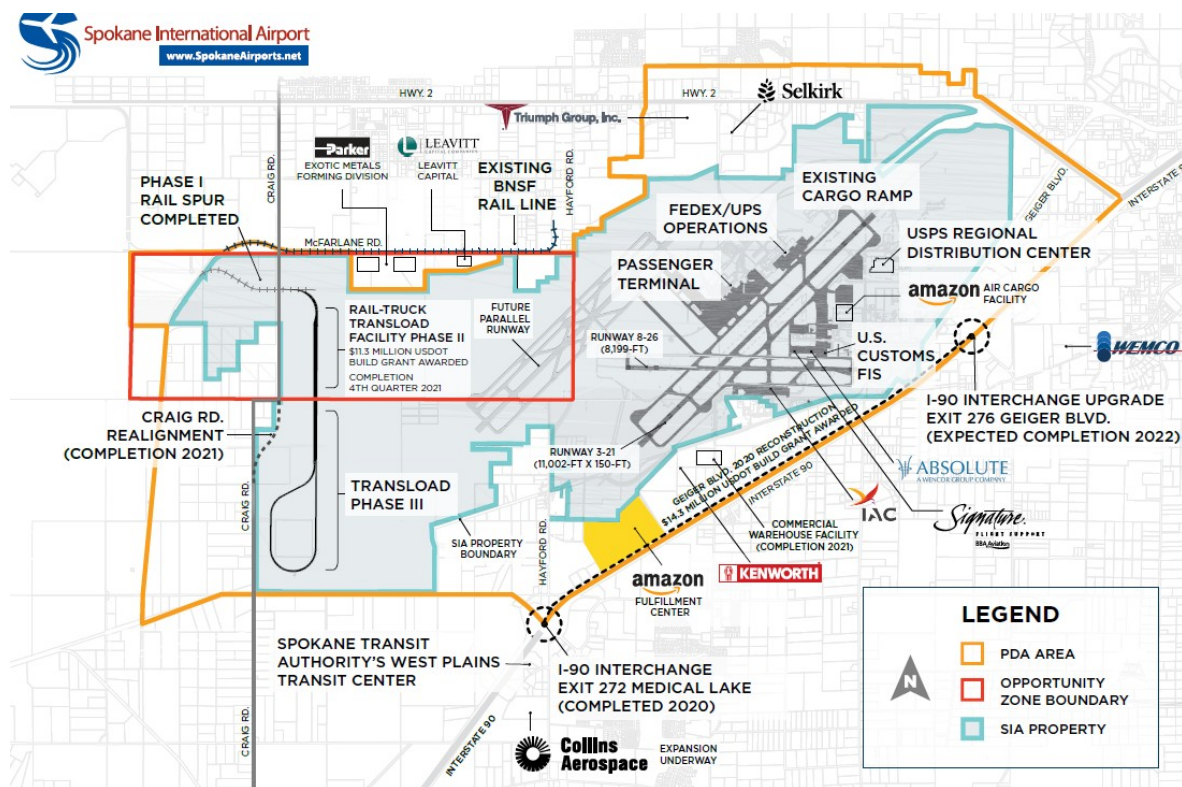 Spokane International Airport
www.SpokaneAirports.net
HWY. 2
HWY. 2
Selkirk
Triumph Group, Inc.
Parker
EXOTIC METALS
FORMING DIVISION
LEAVITT
CAPITAL COMPANIES
LEAVITT
CAPITAL
CRAIG RD.
HAYFORD RD.
EXISTING
BNSF
RAIL LINE
PHASE I
RAIL SPUR
COMPLETED
McFARLANE RD.
EXISTING
CARGO RAMP
GEIGER BLVD.
INTERSTATE 9
FEDEX/UPS
OPERATIONS
USPS REGIONAL
DISTRIBUTION CENTER
PASSENGER
TERMINAL
amazon AIR CARGO
FACILITY
RAIL-TRUCK
TRANSLOAD
FACILITY PHASE II
$11.3 MILLION USDOT
BUILD GRANT AWARDED
COMPLETION
4TH QUARTER 2021
FUTURE
PARALLEL
RUNWAY
RUNWAY 8-26
(8,199-FT)
U.S.
CUSTOMS
FIS
WEMCO
I-90 INTERCHANGE UPGRADE
EXIT 276 GEIGER BLVD.
(EXPECTED COMPLETION 2022)
CRAIG RD.
REALIGNMENT
(COMPLETION 2021)
RUNWAY 3-21
(11,002-FT X 150-FT)
GEIGER BLVD. 2020 RECONSTRUCTION
$14.3 MILLION USDOT BUILD GRANT AWARDED
INTERSTATE 90
ABSOLUTE
A WENCOR GROUP COMPANY
TRANSLOAD
PHASE III
CRAIG RD.
IAC
Signature.
FLIGHT SUPPORT
BBA Aviation
SIA PROPERTY
BOUNDARY
HAYFORD RD.
COMMERCIAL
WAREHOUSE FACILITY
(COMPLETION 2021)
KENWORTH
amazon
FULFILLMENT
CENTER
SPOKANE TRANSIT
AUTHORITY'S WEST PLAINS
TRANSIT CENTER
I-90 INTERCHANGE
EXIT 272 MEDICAL LAKE
(COMPLETED 2020)
CRAIG RD.
INTERSTATE 90
Collins
Aerospace
EXPANSION
UNDERWAY
N
LEGEND
PDA AREA
OPPORTUNITY
ZONE BOUNDARY
SIA PROPERTY